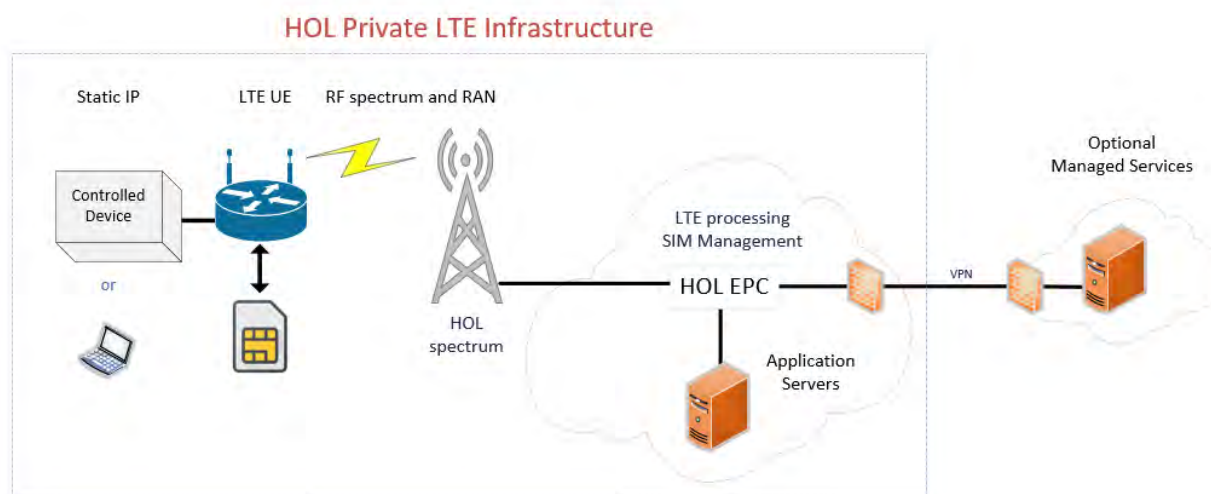 HOL Private LTE Infrastructure
Static IP
LTE UE
RF spectrum and RAN
Controlled
Device
or
HOL
spectrum
LTE processing
SIM Management
HOL EPC
Application
Servers
VPN
Optional
Managed Services